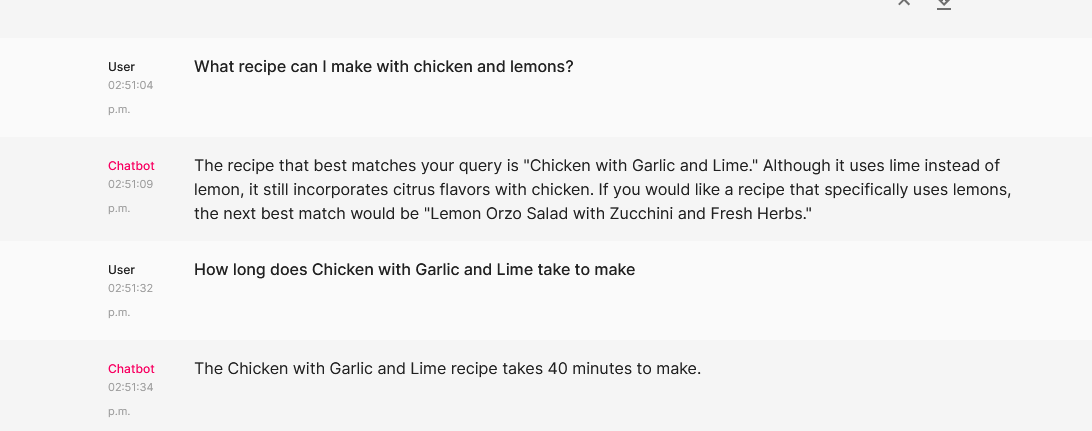 User
02:51:04
p.m.
What recipe can I make with chicken and lemons?
Chatbot
02:51:09
p.m.
The recipe that best matches your query is "Chicken with Garlic and Lime." Although it uses lime instead of
lemon, it still incorporates citrus flavors with chicken. If you would like a recipe that specifically uses lemons,
the next best match would be "Lemon Orzo Salad with Zucchini and Fresh Herbs."
User
02:51:32
p.m.
How long does Chicken with Garlic and Lime take to make
Chatbot
02:51:34
p.m.
The Chicken with Garlic and Lime recipe takes 40 minutes to make.